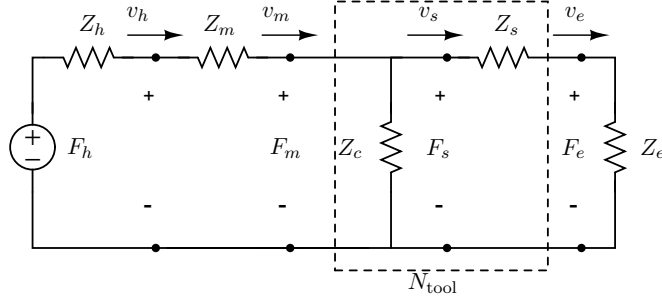 Z_h v_h Z_m v_m v_s Z_s v_e
+ + + +
+ − F_h F_m Z_c F_s F_e Z_e
- - - -
N_tool